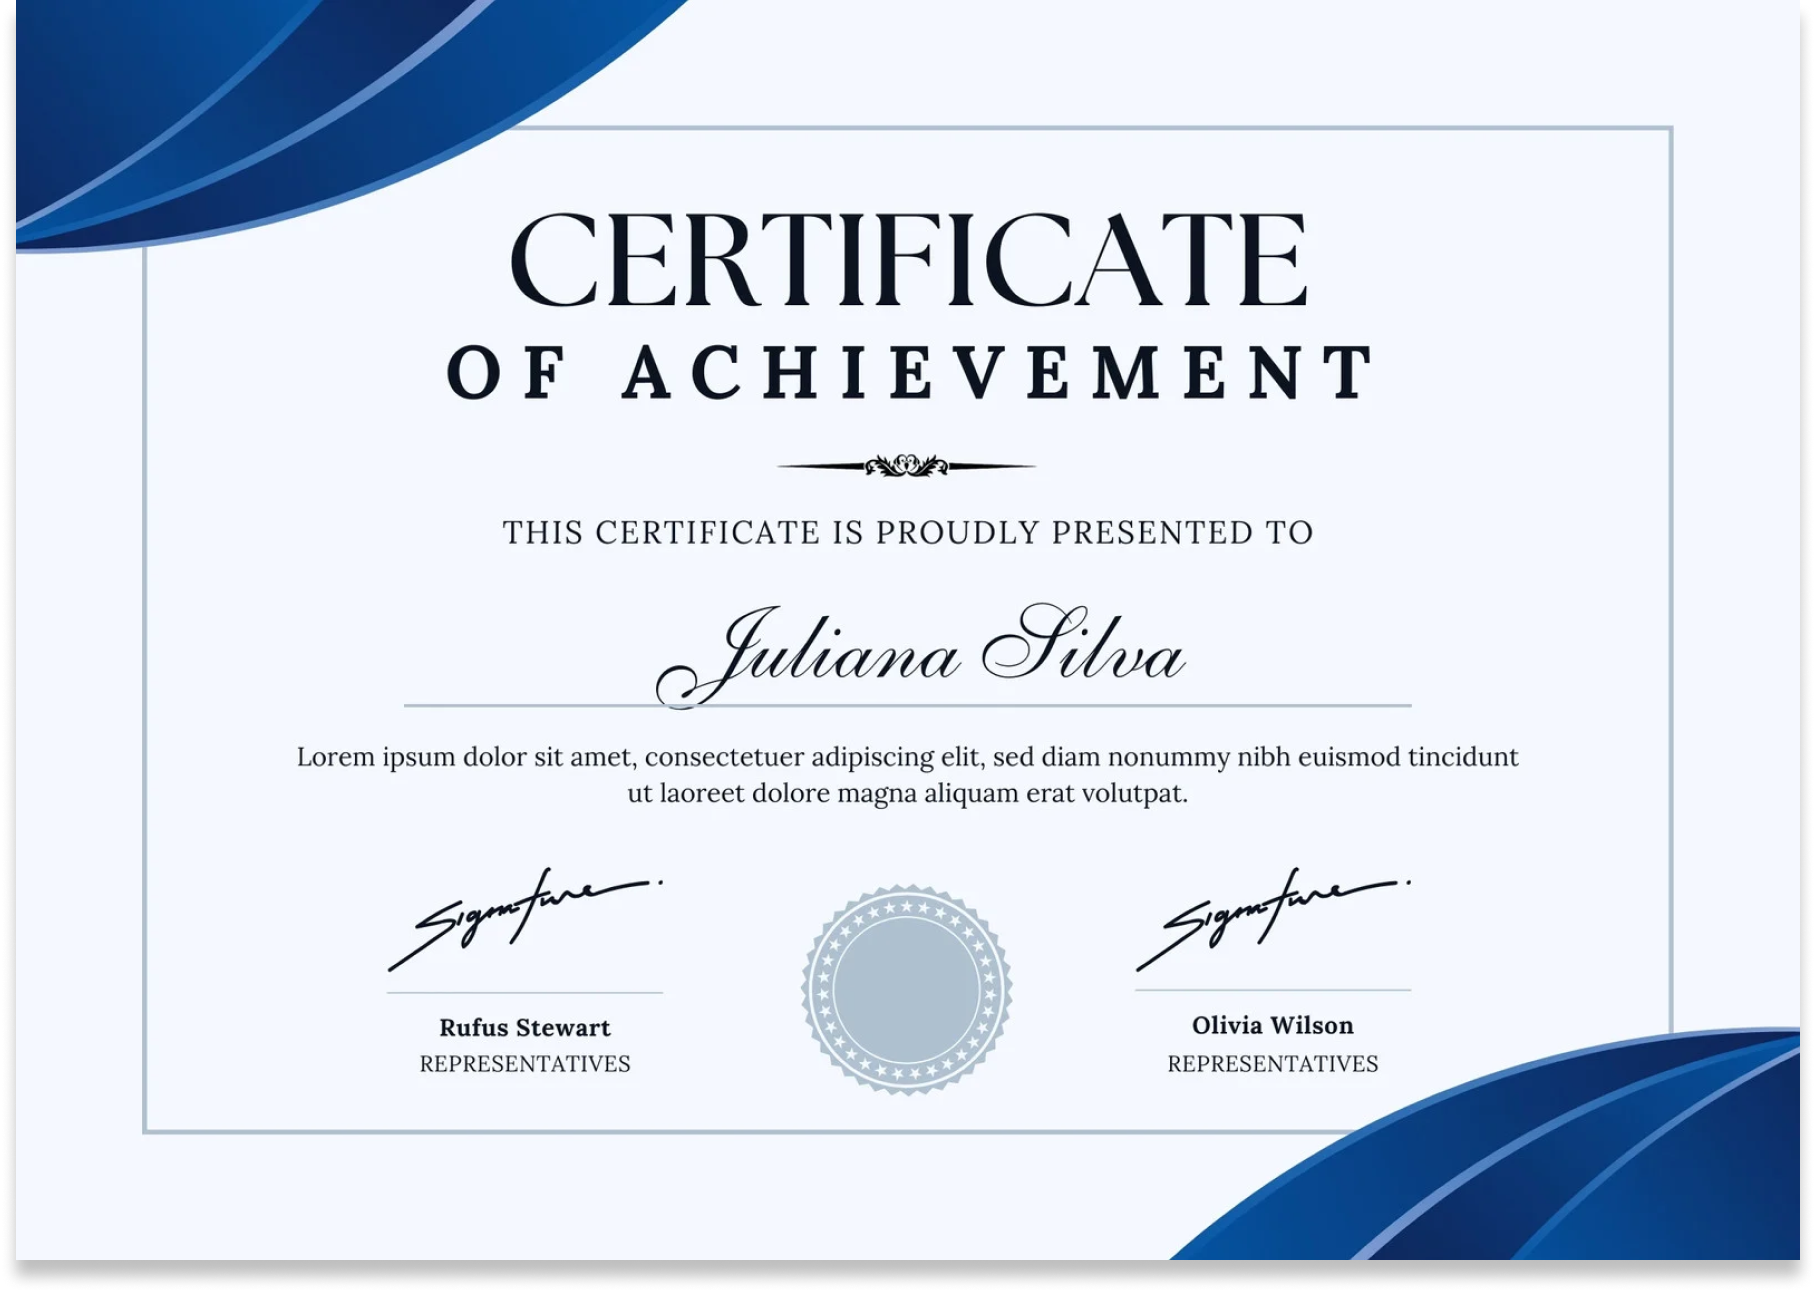 CERTIFICATE
OF ACHIEVEMENT
THIS CERTIFICATE IS PROUDLY PRESENTED TO
Juliana Silva
Lorem ipsum dolor sit amet, consectetuer adipiscing elit, sed diam nonummy nibh euismod tincidunt
ut laoreet dolore magna aliquam erat volutpat.
Signature
Signature
Rufus Stewart
Olivia Wilson
REPRESENTATIVES
REPRESENTATIVES